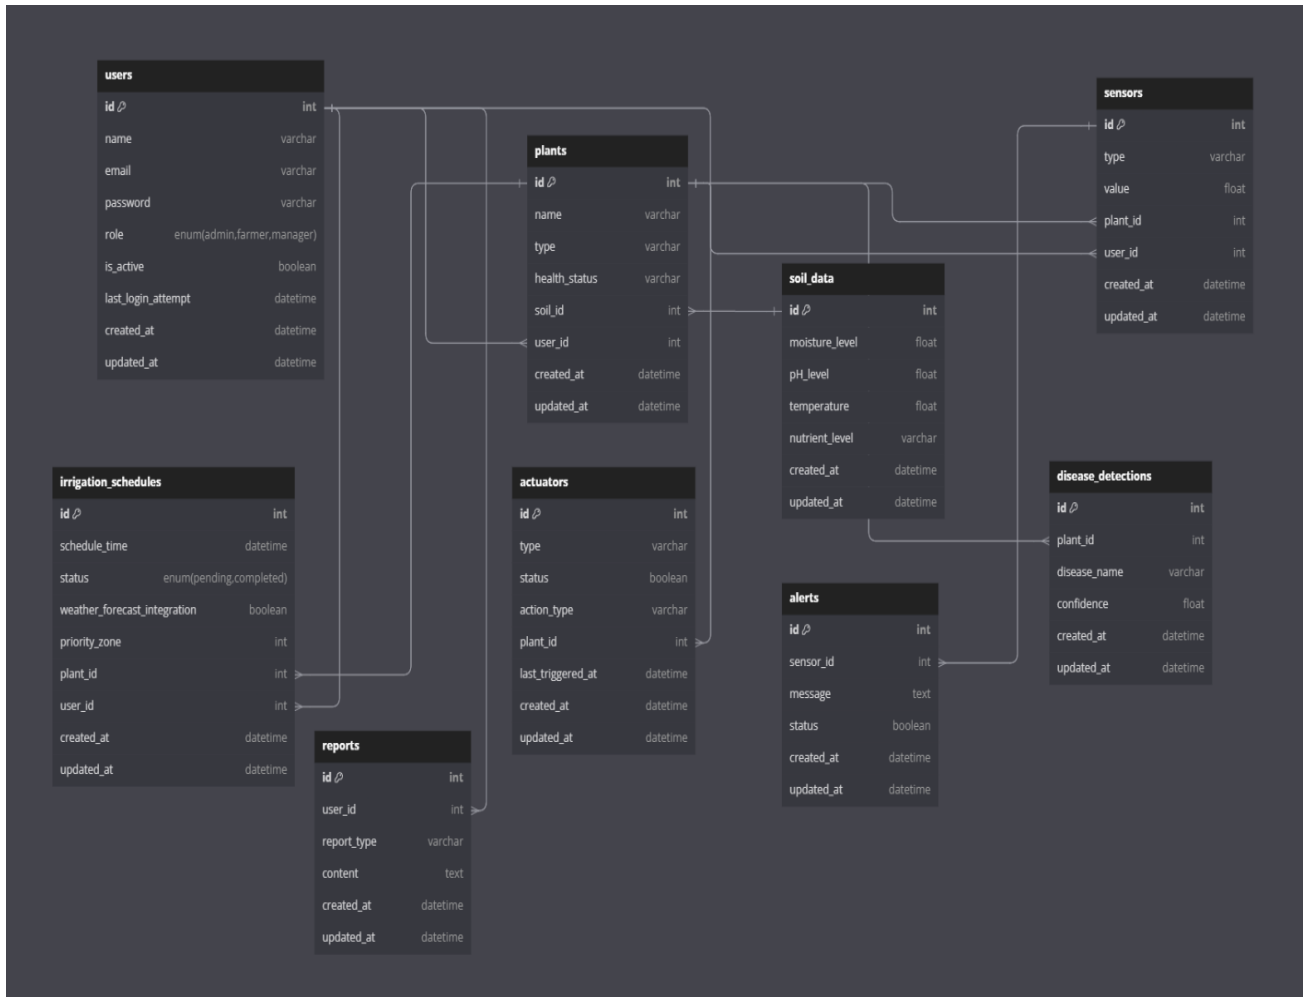 users
id int
name varchar
email varchar
password varchar
role enum(admin,farmer,manager)
is_active boolean
last_login_attempt datetime
created_at datetime
updated_at datetime
plants
id int
name varchar
type varchar
health_status varchar
soil_id int
user_id int
created_at datetime
updated_at datetime
sensors
id int
type varchar
value float
plant_id int
user_id int
created_at datetime
updated_at datetime
soil_data
id int
moisture_level float
pH_level float
temperature float
nutrient_level varchar
created_at datetime
updated_at datetime
irrigation_schedules
id int
schedule_time datetime
status enum(pending,completed)
weather_forecast_integration boolean
priority_zone int
plant_id int
user_id int
created_at datetime
updated_at datetime
actuators
id int
type varchar
status boolean
action_type varchar
plant_id int
last_triggered_at datetime
created_at datetime
updated_at datetime
disease_detections
id int
plant_id int
disease_name varchar
confidence float
created_at datetime
updated_at datetime
alerts
id int
sensor_id int
message text
status boolean
created_at datetime
updated_at datetime
reports
id int
user_id int
report_type varchar
content text
created_at datetime
updated_at datetime